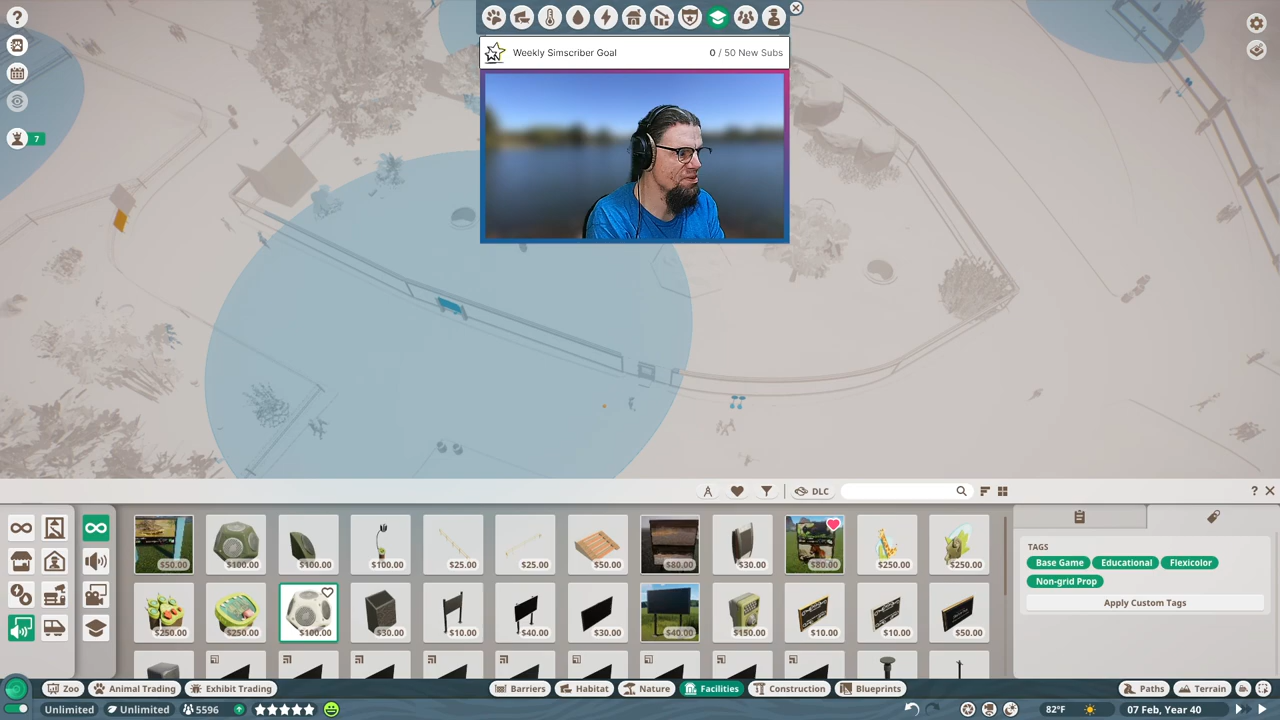 Weekly Simscriber Goal 0 / 50 New Subs
7
DLC
?
$50.00 $100.00 $100.00 $100.00 $25.00 $25.00 $50.00 $80.00 $30.00 $80.00 $250.00 $250.00
$250.00 $250.00 $100.00 $30.00 $10.00 $40.00 $30.00 $40.00 $150.00 $10.00 $10.00 $50.00
TAGS
Base Game Educational Flexicolor
Non-grid Prop
Apply Custom Tags
Zoo Animal Trading Exhibit Trading Barriers Habitat Nature Facilities Construction Blueprints Paths Terrain
Unlimited Unlimited 5596 82°F 07 Feb, Year 40